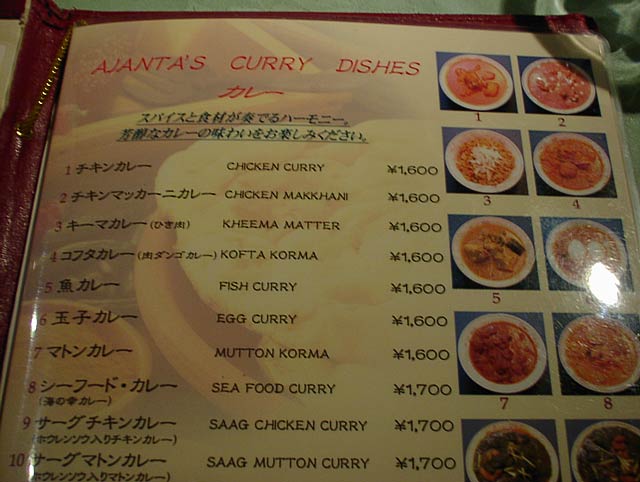 AJANTA'S CURRY DISHES
カレー
スパイスと食材が奏でるハーモニー。
芳醇なカレーの味わいをお楽しみください。
1 チキンカレー CHICKEN CURRY ¥1,600
2 チキンマッカーニカレー CHICKEN MAKKHANI ¥1,600
3 キーマカレー(ひき肉) KHEEMA MATTER ¥1,600
4 コフタカレー(肉ダンゴカレー) KOFTA KORMA ¥1,600
5 魚カレー FISH CURRY ¥1,600
6 玉子カレー EGG CURRY ¥1,600
7 マトンカレー MUTTON KORMA ¥1,600
8 シーフード・カレー SEA FOOD CURRY ¥1,700
(海の幸カレー)
9 サーグチキンカレー SAAG CHICKEN CURRY ¥1,700
(ホウレンソウ入りチキンカレー)
10 サーグマトンカレー SAAG MUTTON CURRY ¥1,700
(ホウレンソウ入りマトンカレー)
1 2
3 4
5
7 8